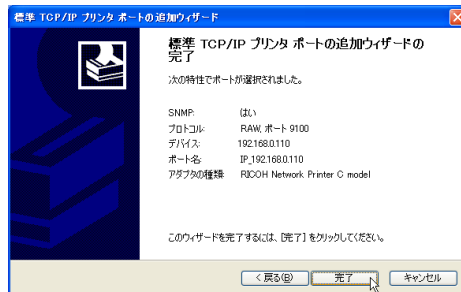 標準 TCP/IP プリンタ ポートの追加ウィザード
標準 TCP/IP プリンタ ポートの追加ウィザードの
完了
次の特性でポートが選択されました。
SNMP: はい
プロトコル: RAW, ポート 9100
デバイス: 192.168.0.110
ポート名: IP_192.168.0.110
アダプタの種類: RICOH Network Printer C model
このウィザードを完了するには、[完了] をクリックしてください。
< 戻る(B) 完了 キャンセル